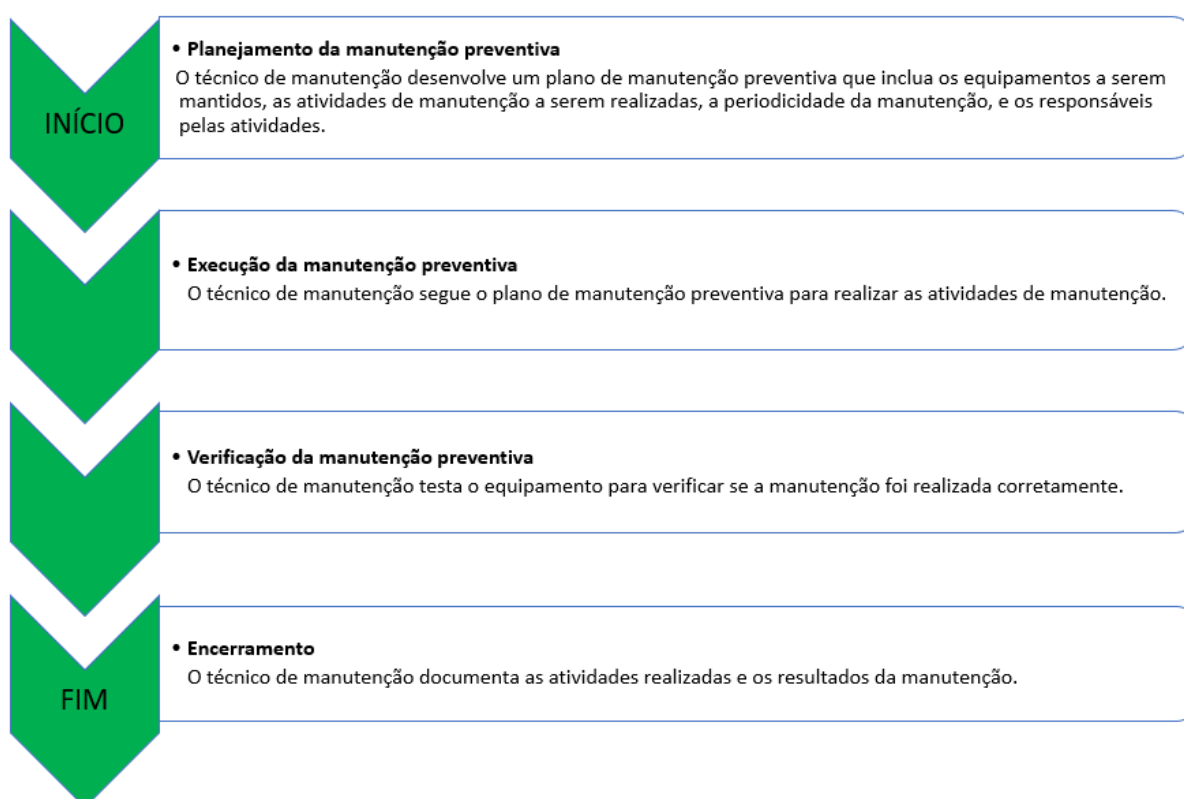 INÍCIO
• Planejamento da manutenção preventiva
O técnico de manutenção desenvolve um plano de manutenção preventiva que inclua os equipamentos a serem
mantidos, as atividades de manutenção a serem realizadas, a periodicidade da manutenção, e os responsáveis
pelas atividades.
• Execução da manutenção preventiva
O técnico de manutenção segue o plano de manutenção preventiva para realizar as atividades de manutenção.
• Verificação da manutenção preventiva
O técnico de manutenção testa o equipamento para verificar se a manutenção foi realizada corretamente.
FIM
• Encerramento
O técnico de manutenção documenta as atividades realizadas e os resultados da manutenção.